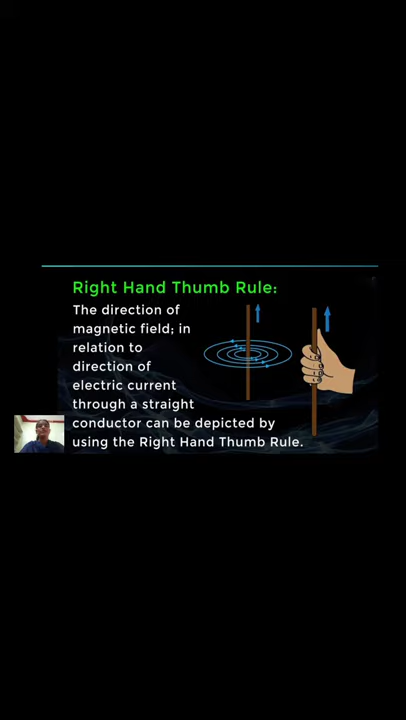 Right Hand Thumb Rule:
The direction of
magnetic field; in
relation to
direction of
electric current
through a straight
conductor can be depicted by
using the Right Hand Thumb Rule.